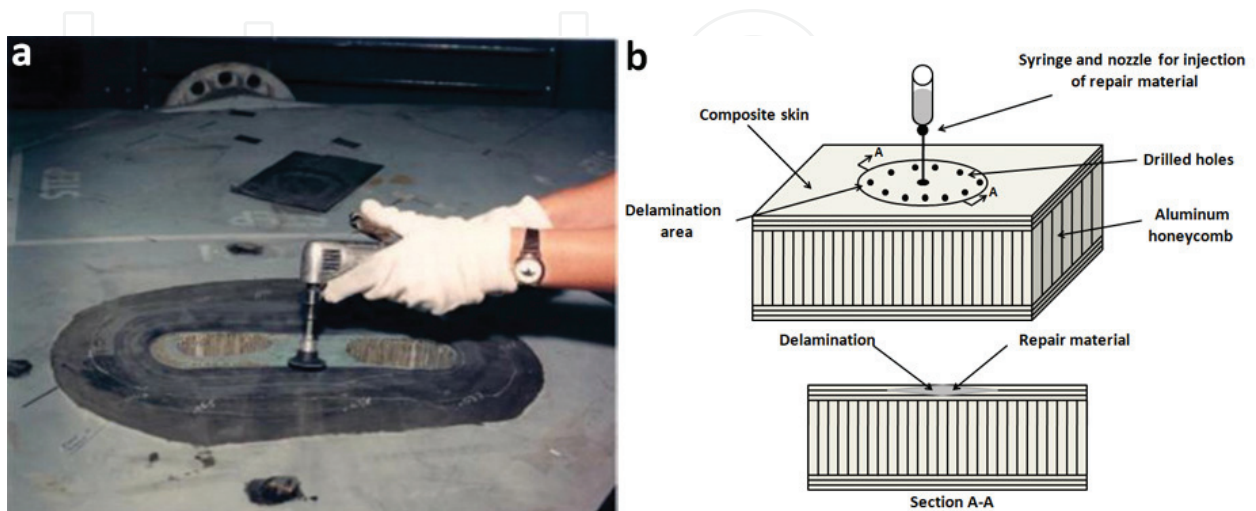 a
b
Syringe and nozzle for injection
of repair material
Composite skin
A
Drilled holes
A
Delamination
area
Aluminum
honeycomb
STEP
Delamination
Repair material
Section A-A